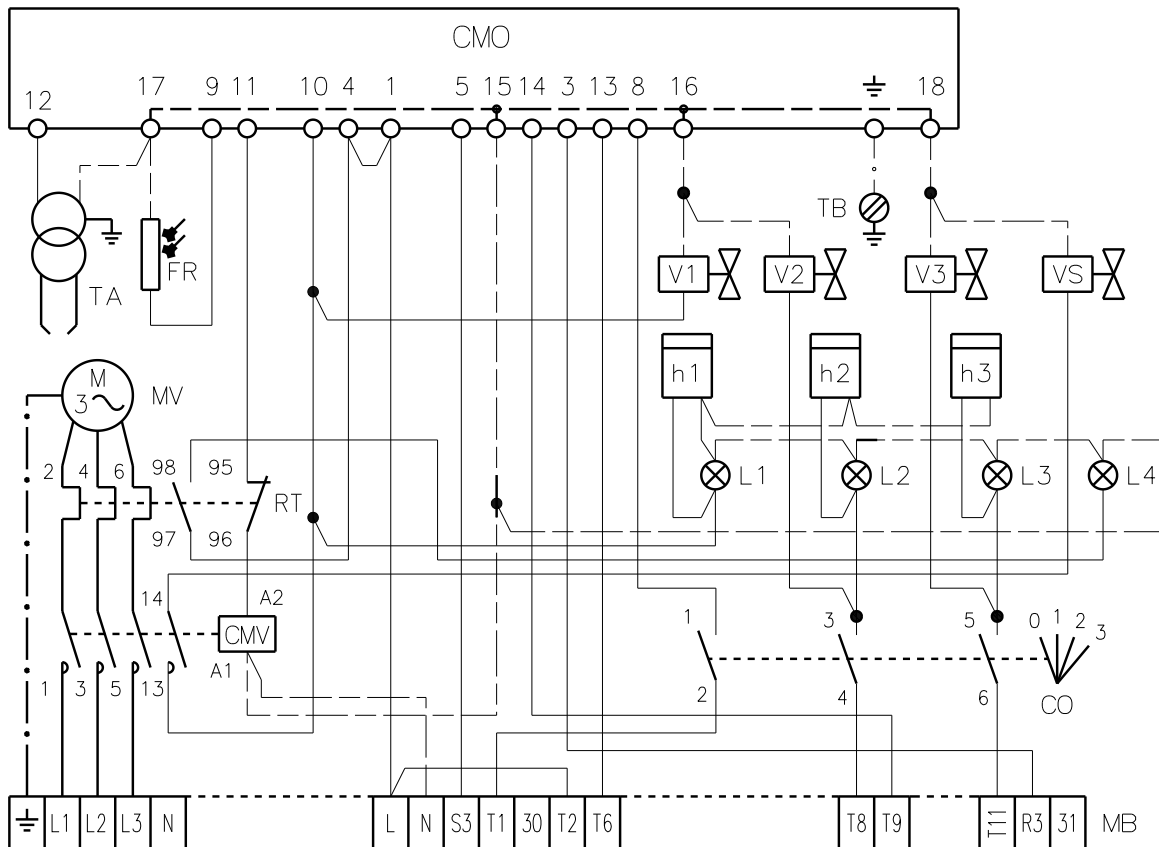 CMO
12 17 9 11 10 4 1 5 15 14 3 13 8 16 18
TB
FR
TA
V1 V2 V3 VS
h1 h2 h3
M
3
MV
2 4 6 98 95
L1 L2 L3 L4
RT
97 96
14 A2
CMV
A1
1 3 5 13
1 3 5 0 1 2 3
2 4 6
CO
L1 L2 L3 N L N S3 T1 30 T2 T6 T8 T9 T11 R3 31 MB